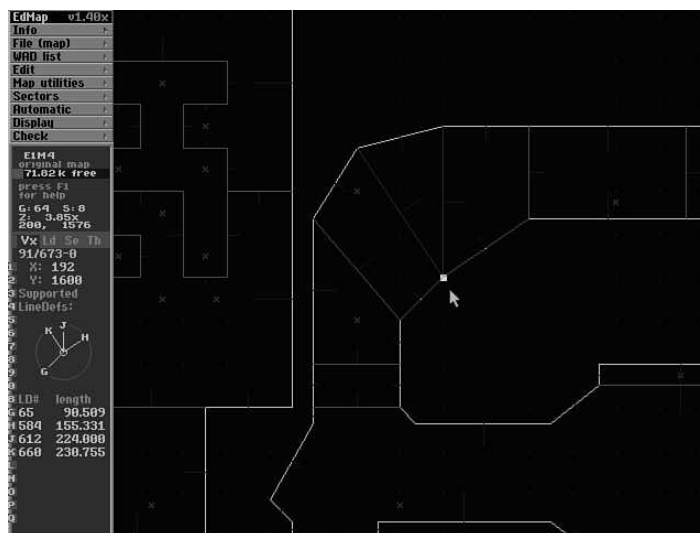 EdMap v1.40x
Info
File (map)
WAD list
Edit
Map utilities
Sectors
Automatic
Display
Check
E1M4
original map
71.82k free
press F1
for help
G:64 S:8
Z: 3.85x
200, 1576
Vx Ld Se Th
91/673-0
X: 192
Y: 1600
Supported
LineDefs:
J
K
H
G
LD# length
G 65 90.509
H 584 155.331
J 612 224.000
K 660 230.755
L
M
N
O
P
Q